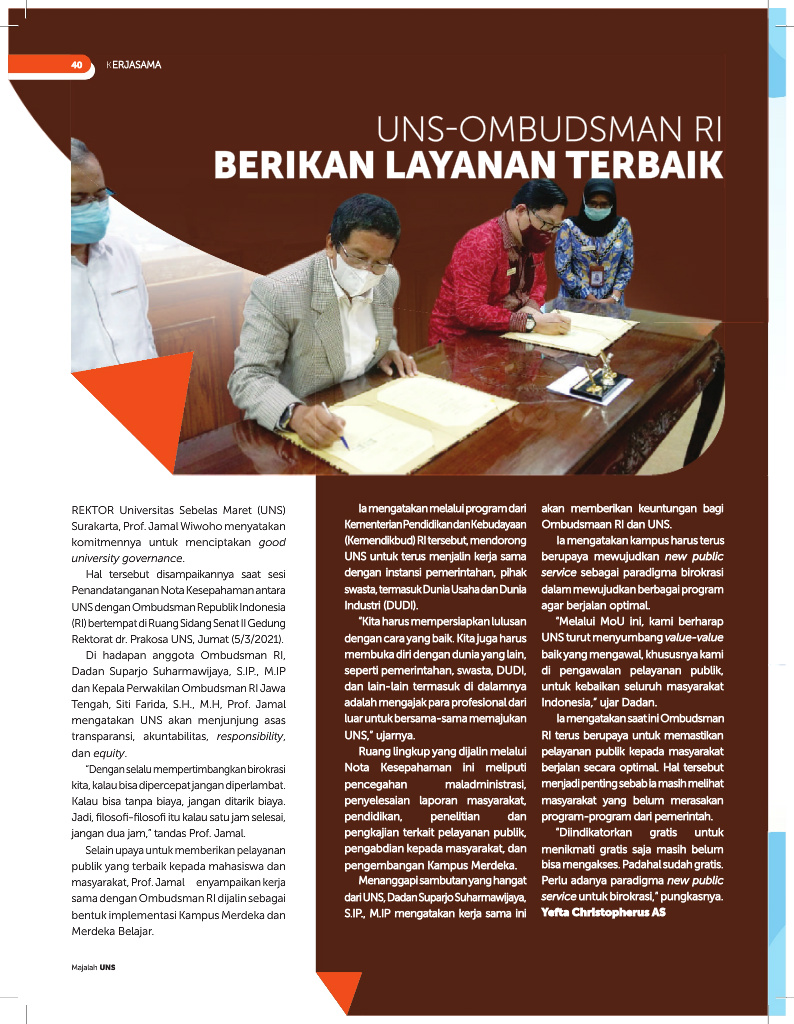 40 KERJASAMA
UNS-OMBUDSMAN RI
BERIKAN LAYANAN TERBAIK
REKTOR Universitas Sebelas Maret (UNS)
Surakarta, Prof. Jamal Wiwoho menyatakan
komitmennya untuk menciptakan good
university governance.
Hal tersebut disampaikannya saat sesi
Penandatanganan Nota Kesepahaman antara
UNS dengan Ombudsman Republik Indonesia
(RI) bertempat di Ruang Sidang Senat II Gedung
Rektorat dr. Prakosa UNS, Jumat (5/3/2021).
Di hadapan anggota Ombudsman RI,
Dadan Suparjo Suharmawijaya, S.IP., M.IP
dan Kepala Perwakilan Ombudsman RI Jawa
Tengah, Siti Farida, S.H., M.H, Prof. Jamal
mengatakan UNS akan menjunjung asas
transparansi, akuntabilitas, responsibility,
dan equity.
“Dengan selalu mempertimbangkan birokrasi
kita, kalau bisa dipercepat jangan diperlambat.
Kalau bisa tanpa biaya, jangan ditarik biaya.
Jadi, filosofi-filosofi itu kalau satu jam selesai,
jangan dua jam,” tandas Prof. Jamal.
Selain upaya untuk memberikan pelayanan
publik yang terbaik kepada mahasiswa dan
masyarakat, Prof. Jamal enyampaikan kerja
sama dengan Ombudsman RI dijalin sebagai
bentuk implementasi Kampus Merdeka dan
Merdeka Belajar.
Ia mengatakan melalui program dari
Kementerian Pendidikan dan Kebudayaan
(Kemendikbud) RI tersebut, mendorong
UNS untuk terus menjalin kerja sama
dengan instansi pemerintahan, pihak
swasta, termasuk Dunia Usaha dan Dunia
Industri (DUDI).
“Kita harus mempersiapkan lulusan
dengan cara yang baik. Kita juga harus
membuka diri dengan dunia yang lain,
seperti pemerintahan, swasta, DUDI,
dan lain-lain termasuk di dalamnya
adalah mengajak para profesional dari
luar untuk bersama-sama memajukan
UNS,” ujarnya.
Ruang lingkup yang dijalin melalui
Nota Kesepahaman ini meliputi
pencegahan maladministrasi,
penyelesaian laporan masyarakat,
pendidikan, penelitian dan
pengkajian terkait pelayanan publik,
pengabdian kepada masyarakat, dan
pengembangan Kampus Merdeka.
Menanggapi sambutan yang hangat
dari UNS, Dadan Suparjo Suharmawijaya,
S.IP., M.IP mengatakan kerja sama ini
akan memberikan keuntungan bagi
Ombudsmaan RI dan UNS.
Ia mengatakan kampus harus terus
berupaya mewujudkan new public
service sebagai paradigma birokrasi
dalam mewujudkan berbagai program
agar berjalan optimal.
“Melalui MoU ini, kami berharap
UNS turut menyumbang value-value
baik yang mengawal, khususnya kami
di pengawalan pelayanan publik,
untuk kebaikan seluruh masyarakat
Indonesia,” ujar Dadan.
Ia mengatakan saat ini Ombudsman
RI terus berupaya untuk memastikan
pelayanan publik kepada masyarakat
berjalan secara optimal. Hal tersebut
menjadi penting sebab ia masih melihat
masyarakat yang belum merasakan
program-program dari pemerintah.
“Diindikatorkan gratis untuk
menikmati gratis saja masih belum
bisa mengakses. Padahal sudah gratis.
Perlu adanya paradigma new public
service untuk birokrasi,” pungkasnya.
Yefta Christopherus AS
Majalah UNS